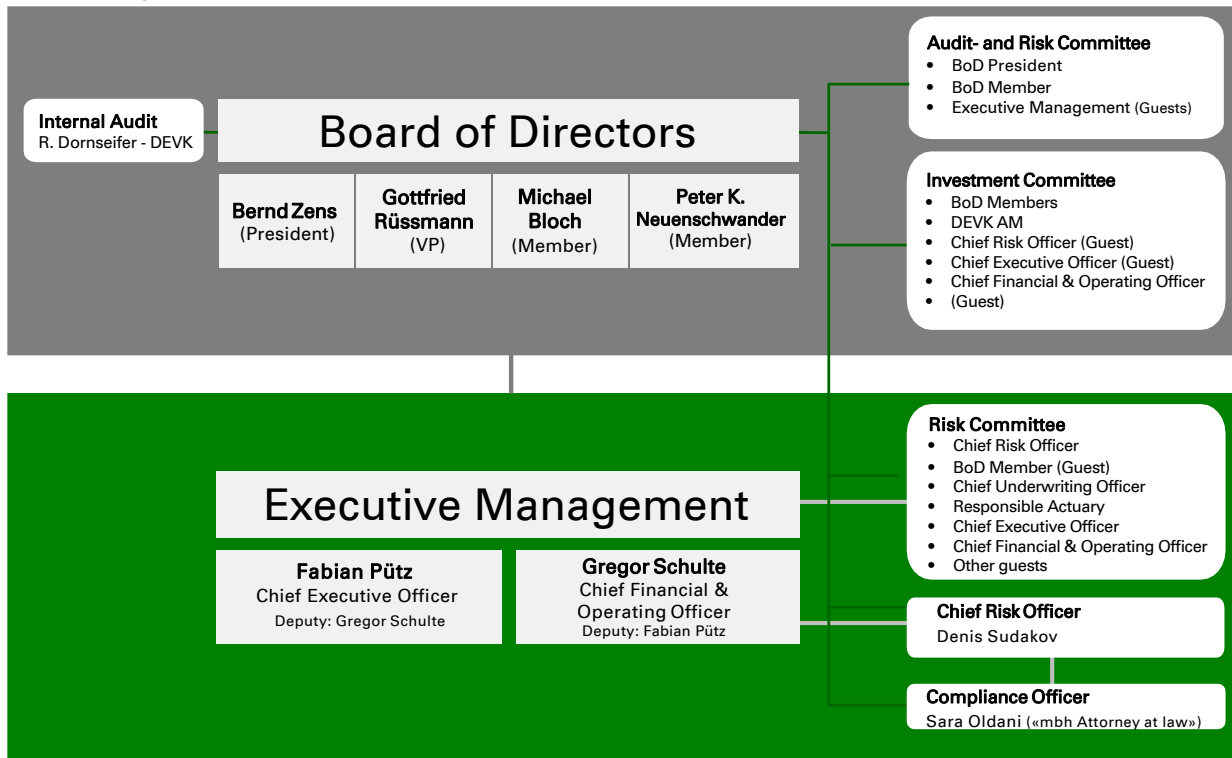 Internal Audit
R. Dornseifer - DEVK
Board of Directors
Bernd Zens
(President)
Gottfried
Rüssmann
(VP)
Michael
Bloch
(Member)
Peter K.
Neuenschwander
(Member)
Audit- and Risk Committee
• BoD President
• BoD Member
• Executive Management (Guests)
Investment Committee
• BoD Members
• DEVK AM
• Chief Risk Officer (Guest)
• Chief Executive Officer (Guest)
• Chief Financial & Operating Officer
• (Guest)
Executive Management
Fabian Pütz
Chief Executive Officer
Deputy: Gregor Schulte
Gregor Schulte
Chief Financial &
Operating Officer
Deputy: Fabian Pütz
Risk Committee
• Chief Risk Officer
• BoD Member (Guest)
• Chief Underwriting Officer
• Responsible Actuary
• Chief Executive Officer
• Chief Financial & Operating Officer
• Other guests
Chief Risk Officer
Denis Sudakov
Compliance Officer
Sara Oldani («mbh Attorney at law»)